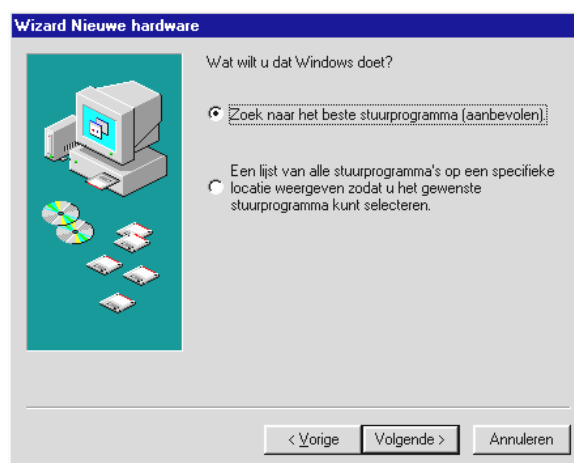 Wizard Nieuwe hardware
Wat wilt u dat Windows doet?
Zoek naar het beste stuurprogramma (aanbevolen).
Een lijst van alle stuurprogramma's op een specifieke
locatie weergeven zodat u het gewenste
stuurprogramma kunt selecteren.
< Vorige
Volgende >
Annuleren